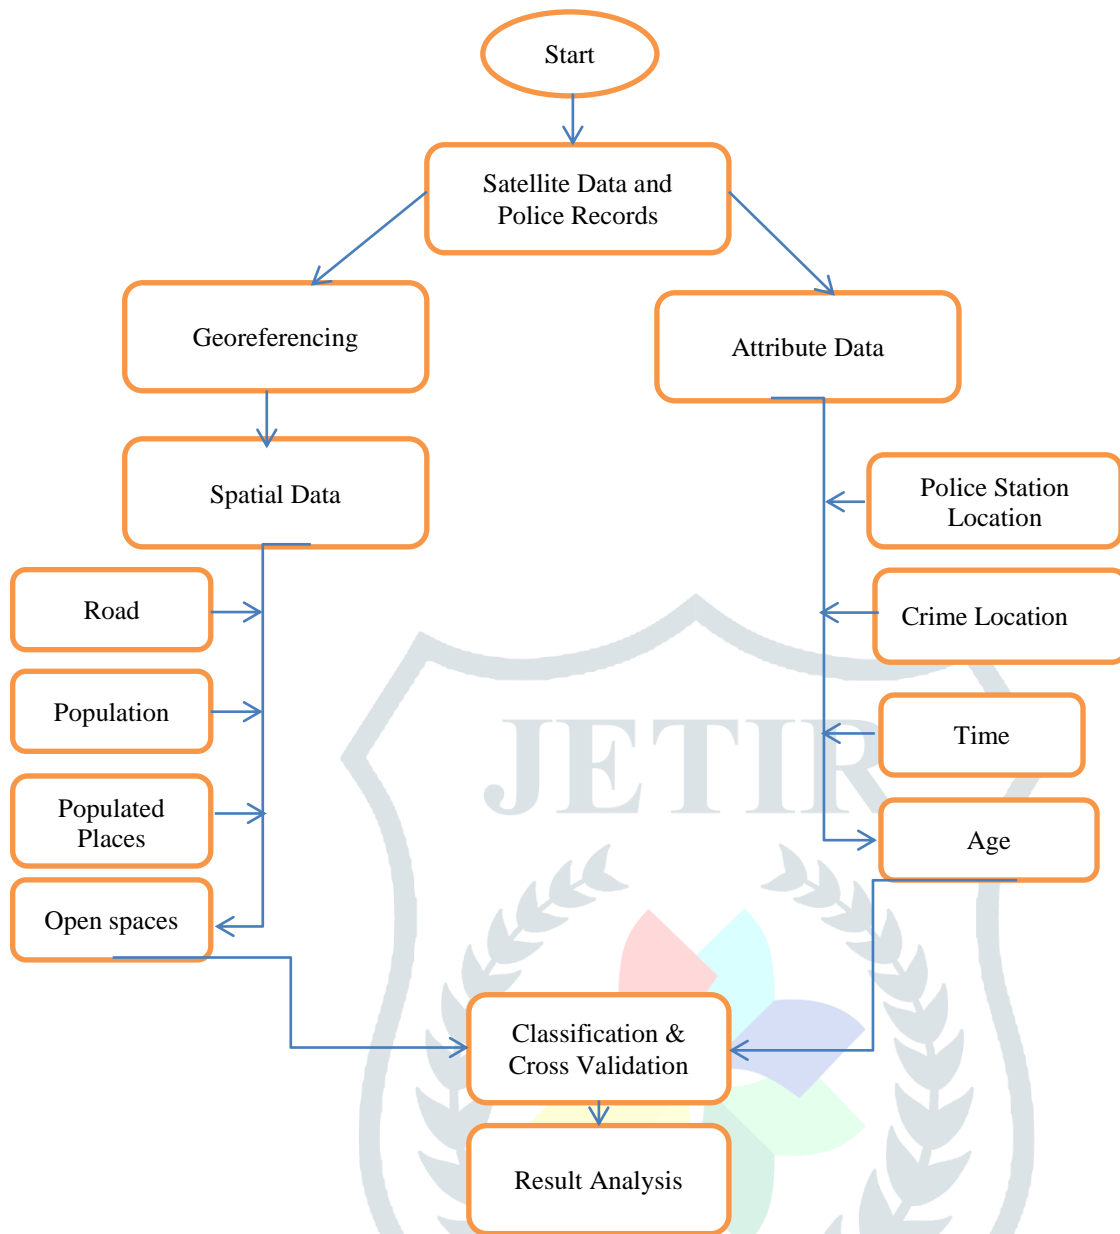 Start
Satellite Data and
Police Records
Georeferencing
Attribute Data
Spatial Data
Police Station
Location
Road
Crime Location
Population
Time
Populated
Places
Age
Open spaces
JETIR
Classification &
Cross Validation
Result Analysis